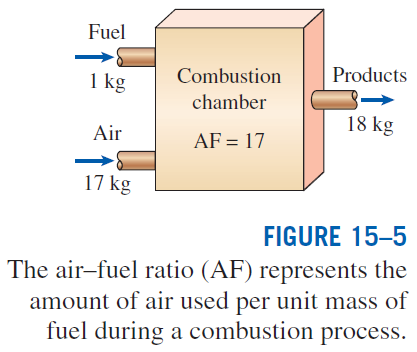 Fuel
1 kg
Air
17 kg
Combustion
chamber
AF = 17
Products
18 kg
FIGURE 15–5
The air–fuel ratio (AF) represents the
amount of air used per unit mass of
fuel during a combustion process.